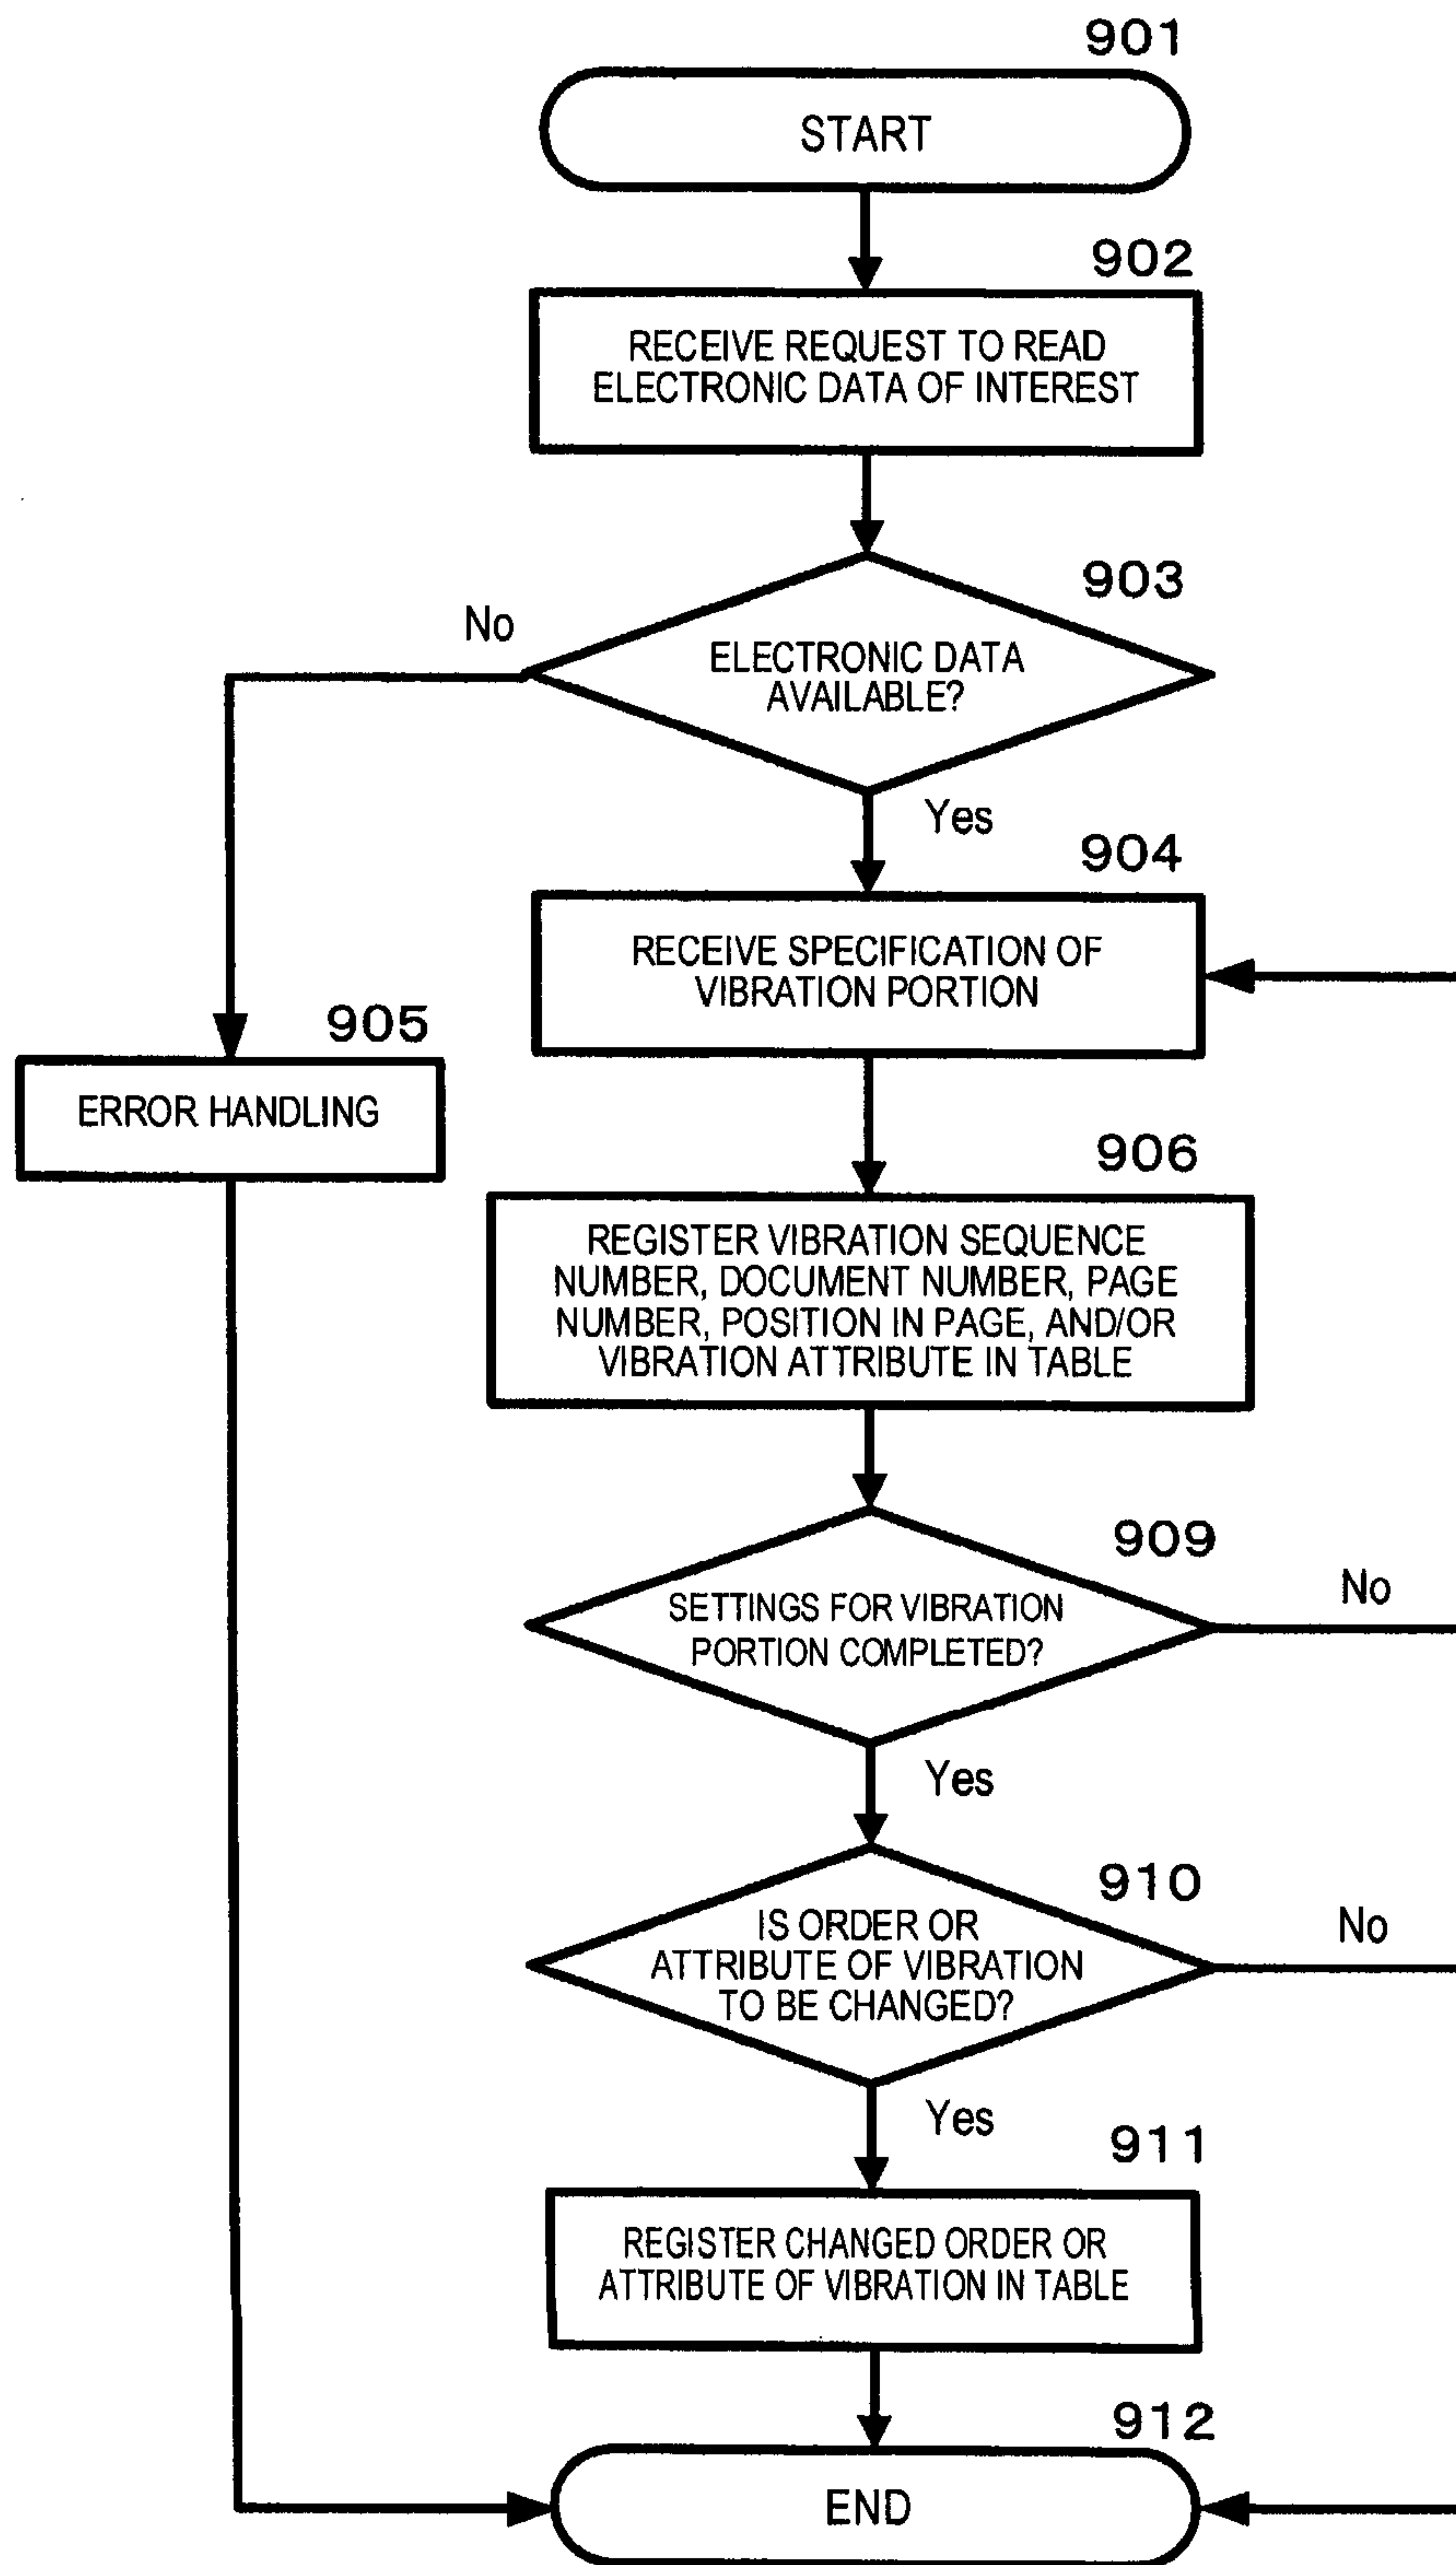 901
START
902
RECEIVE REQUEST TO READ
ELECTRONIC DATA OF INTEREST
903
No
ELECTRONIC DATA
AVAILABLE?
Yes
904
RECEIVE SPECIFICATION OF
VIBRATION PORTION
905
ERROR HANDLING
906
REGISTER VIBRATION SEQUENCE
NUMBER, DOCUMENT NUMBER, PAGE
NUMBER, POSITION IN PAGE, AND/OR
VIBRATION ATTRIBUTE IN TABLE
909
No
SETTINGS FOR VIBRATION
PORTION COMPLETED?
Yes
910
IS ORDER OR
ATTRIBUTE OF VIBRATION
TO BE CHANGED?
No
Yes
911
REGISTER CHANGED ORDER OR
ATTRIBUTE OF VIBRATION IN TABLE
912
END